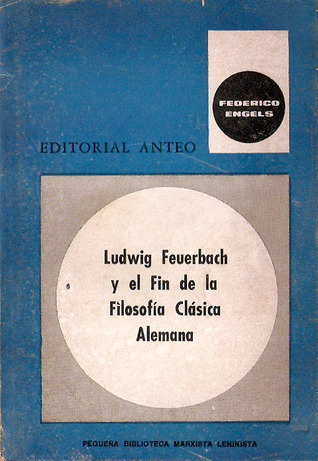 FEDERICO
ENGELS
EDITORIAL ANTEO
Ludwig Feuerbach
y el Fin de la
Filosofía Clásica
Alemana
PEQUEÑA BIBLIOTECA MARXISTA LENINISTA